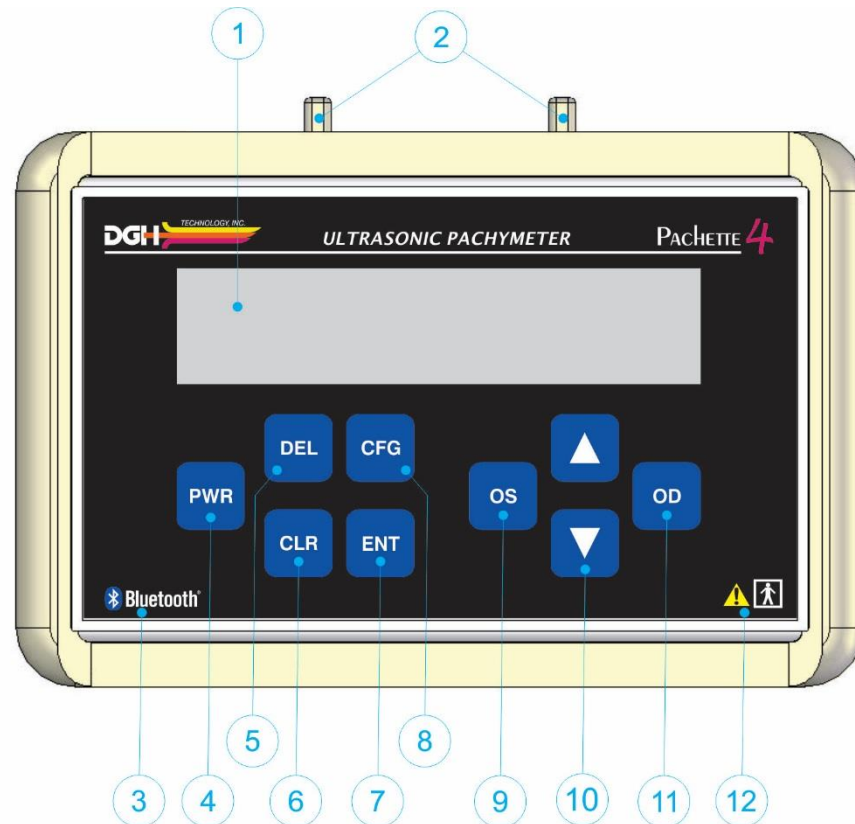 1
2
DGH TECHNOLOGY, INC.
ULTRASONIC PACHYMETER
PACHETTE 4
DEL
CFG
PWR
OS
OD
CLR
ENT
Bluetooth®
5
8
3
4
6
7
9
10
11
12